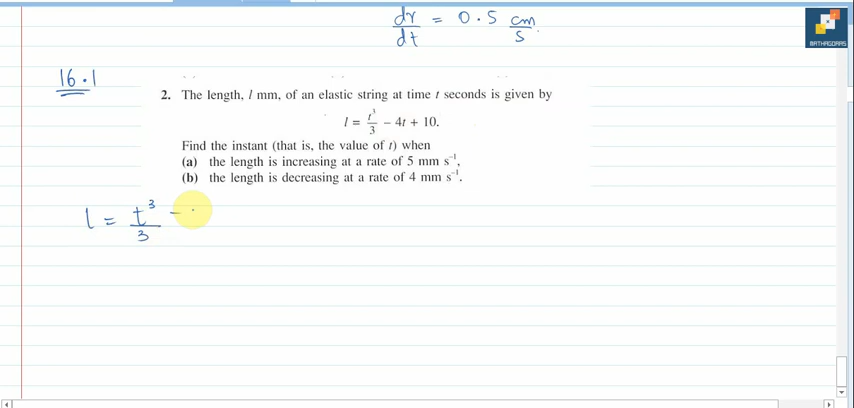 dr/dt = 0.5 cm/s.
MATHAGORAS
16.1
2. The length, l mm, of an elastic string at time t seconds is given by
l = t³/3 − 4t + 10.
Find the instant (that is, the value of t) when
(a) the length is increasing at a rate of 5 mm s⁻¹,
(b) the length is decreasing at a rate of 4 mm s⁻¹.
l = t³/3 −